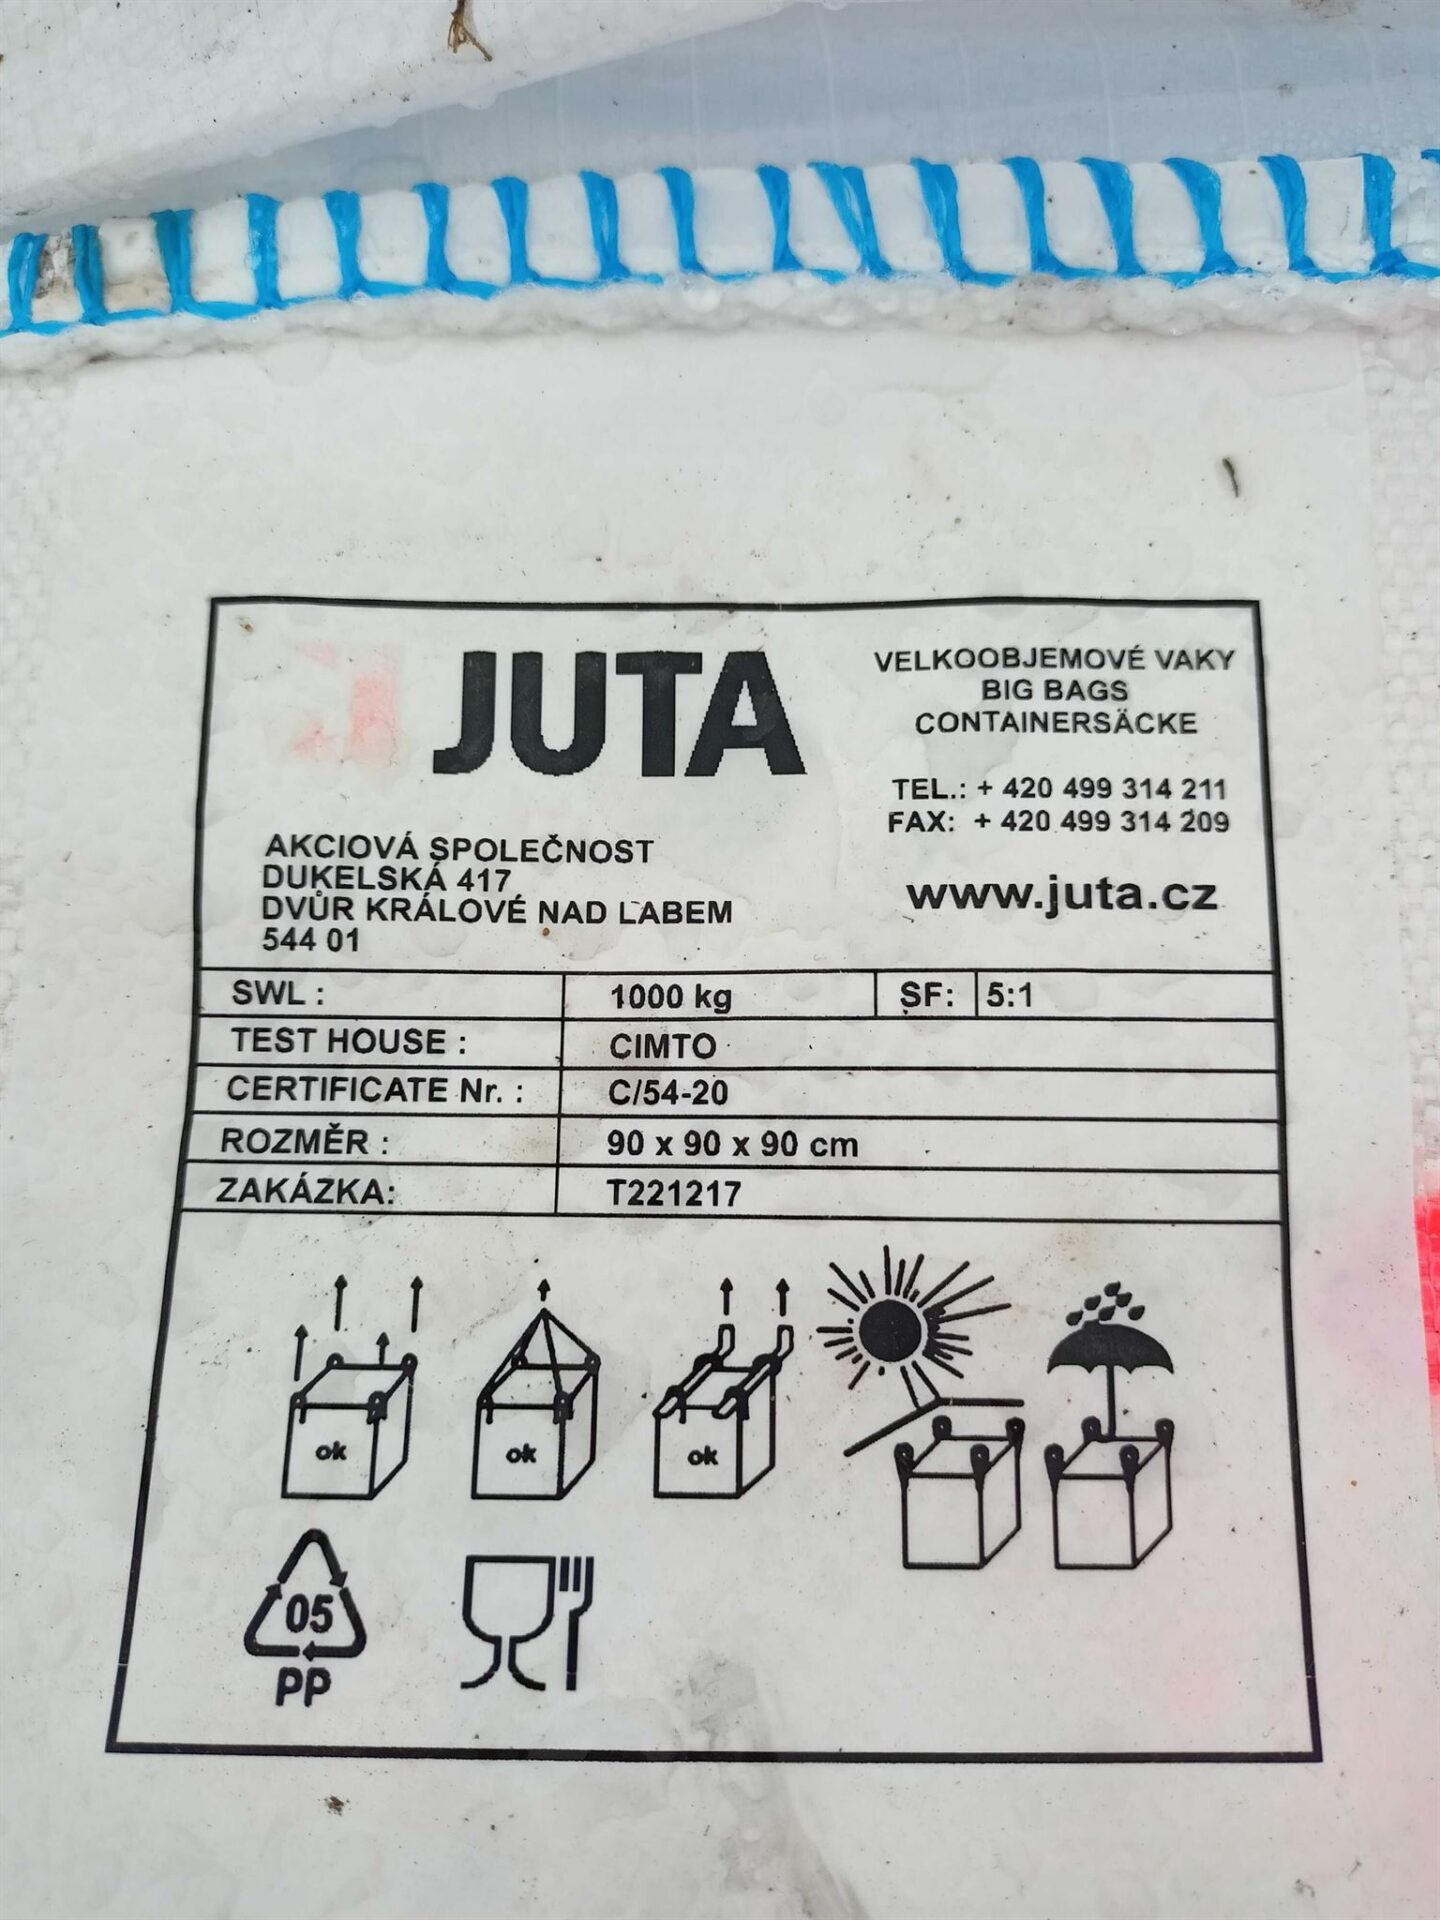 JUTA
VELKOOBJEMOVÉ VAKY
BIG BAGS
CONTAINERSÄCKE
TEL.: + 420 499 314 211
FAX: + 420 499 314 209
www.juta.cz
AKCIOVÁ SPOLEČNOST
DUKELSKÁ 417
DVŮR KRÁLOVÉ NAD LABEM
544 01
SWL : 1000 kg SF: 5:1
TEST HOUSE : CIMTO
CERTIFICATE Nr. : C/54-20
ROZMĚR : 90 x 90 x 90 cm
ZAKÁZKA: T221217
ok ok ok
05
PP